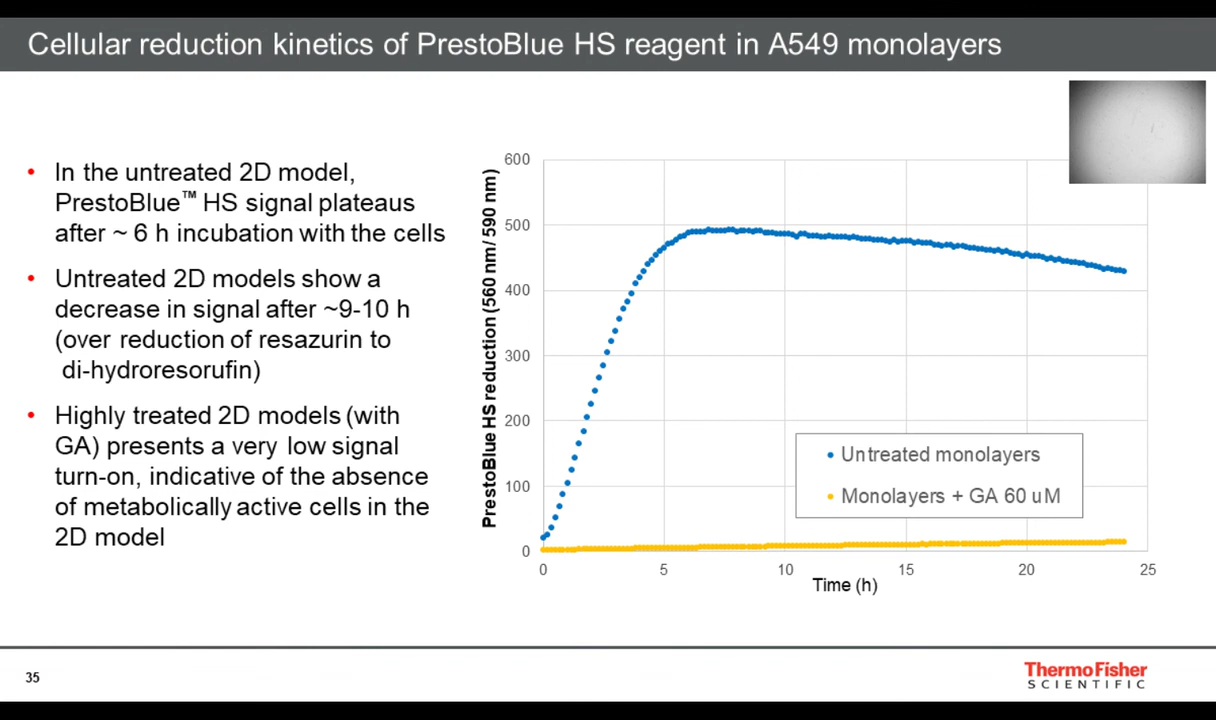 Cellular reduction kinetics of PrestoBlue HS reagent in A549 monolayers
• In the untreated 2D model,
PrestoBlue™ HS signal plateaus
after ~ 6 h incubation with the cells
• Untreated 2D models show a
decrease in signal after ~9-10 h
(over reduction of resazurin to
di-hydroresorufin)
• Highly treated 2D models (with
GA) presents a very low signal
turn-on, indicative of the absence
of metabolically active cells in the
2D model
PrestoBlue HS reduction (560 nm/ 590 nm)
600
500
400
300
200
100
0
0 5 10 15 20 25
Time (h)
Untreated monolayers
Monolayers + GA 60 uM
35
ThermoFisher
SCIENTIFIC